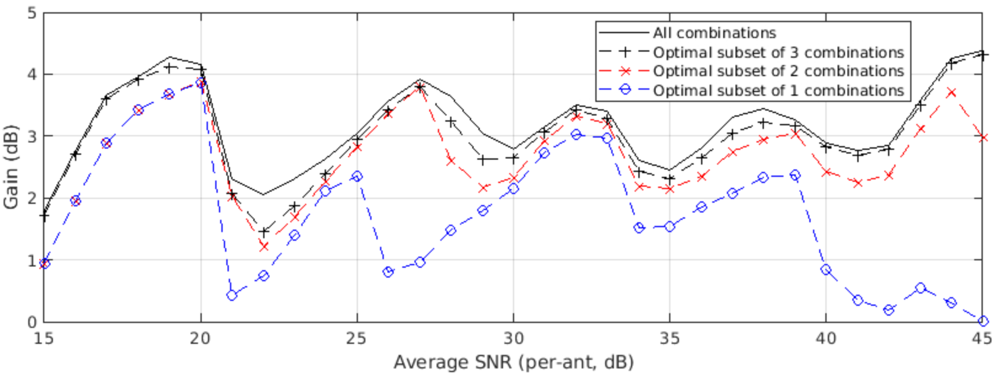 5
4
3
2
1
0
Gain (dB)
All combinations
Optimal subset of 3 combinations
Optimal subset of 2 combinations
Optimal subset of 1 combinations
15 20 25 30 35 40 45
Average SNR (per-ant, dB)